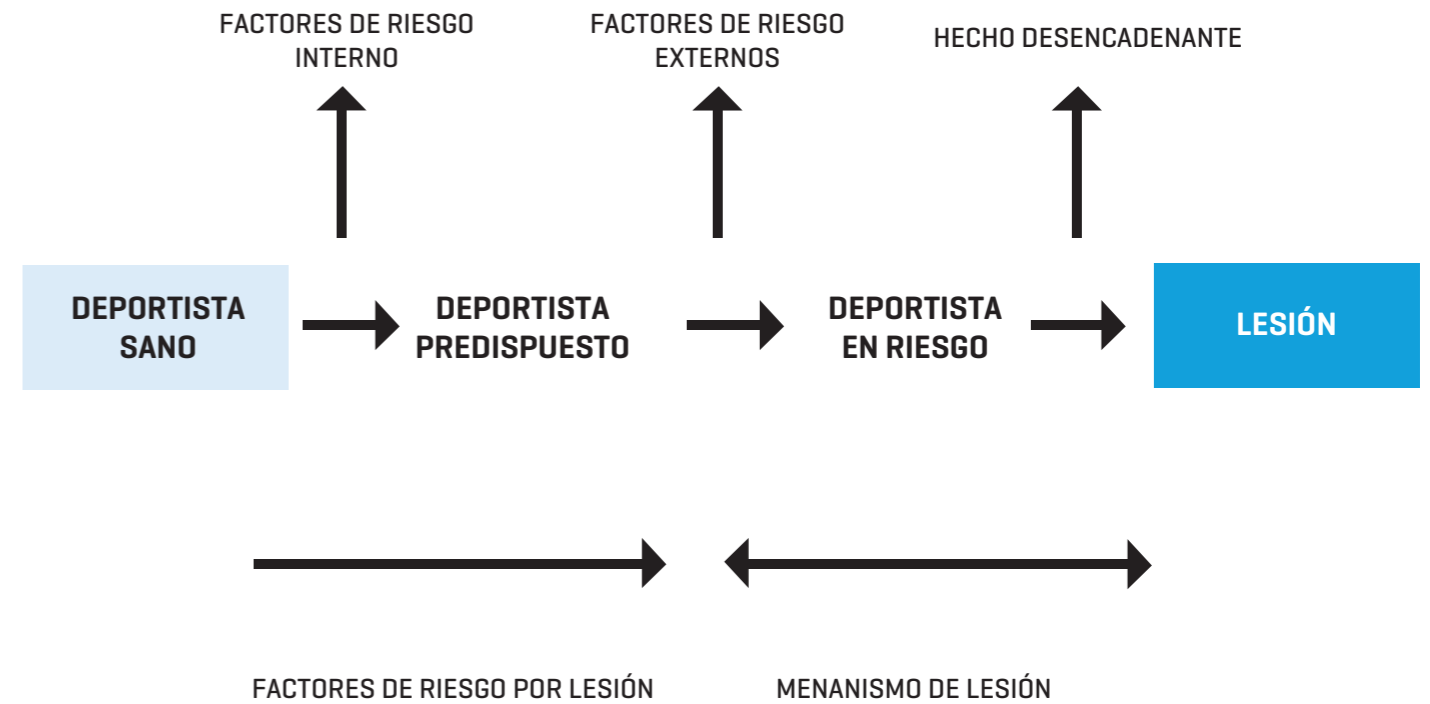 FACTORES DE RIESGO
INTERNO
FACTORES DE RIESGO
EXTERNOS
HECHO DESENCADENANTE
DEPORTISTA
SANO
DEPORTISTA
PREDISPUESTO
DEPORTISTA
EN RIESGO
LESIÓN
FACTORES DE RIESGO POR LESIÓN
MENANISMO DE LESIÓN